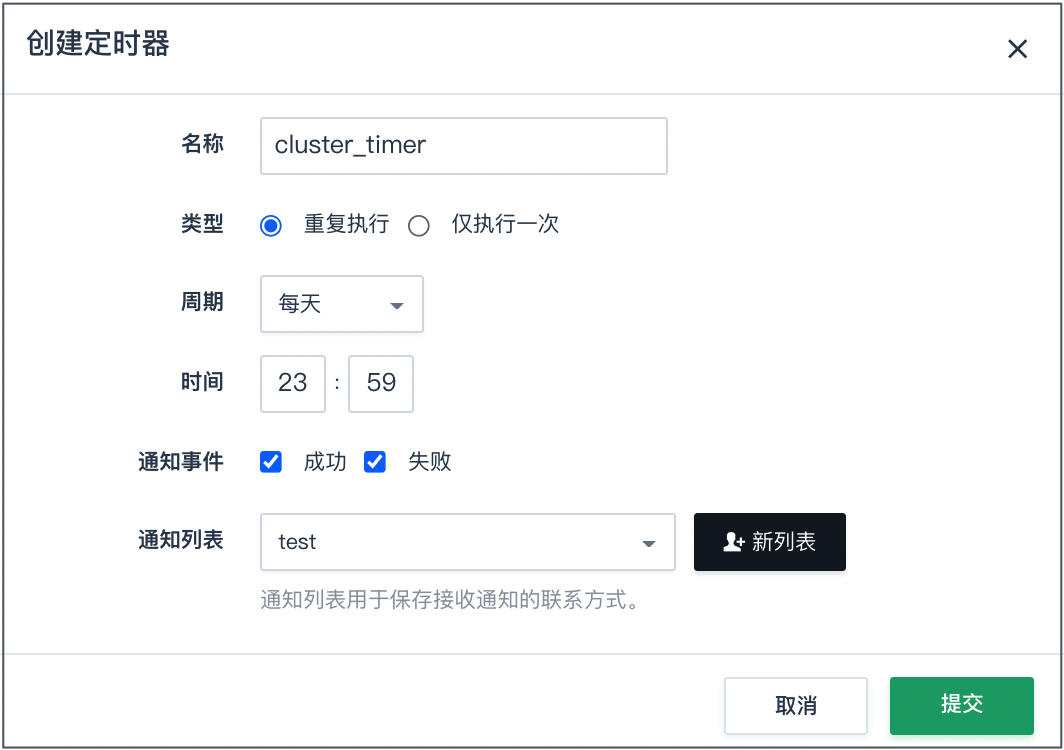 创建定时器
名称 cluster_timer
类型 重复执行 仅执行一次
周期 每天
时间 23 : 59
通知事件 成功 失败
通知列表 test 新列表
通知列表用于保存接收通知的联系方式。
取消 提交